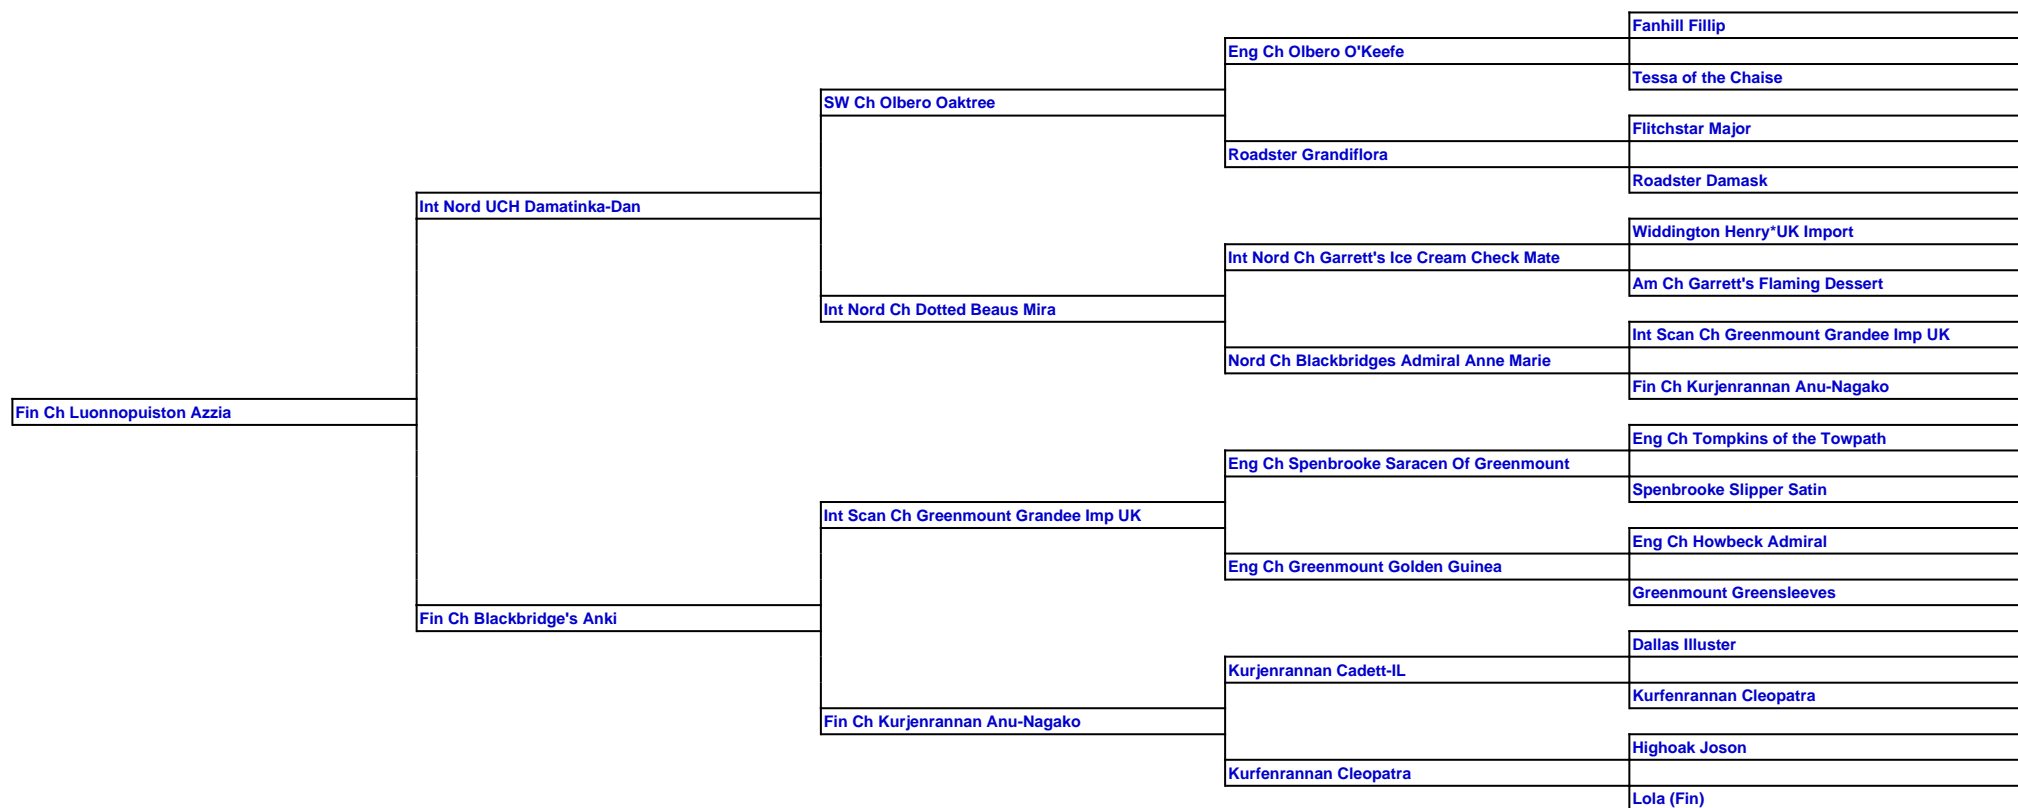 Fanhill Fillip
Eng Ch Olbero O'Keefe
Tessa of the Chaise
SW Ch Olbero Oaktree
Flitchstar Major
Roadster Grandiflora
Roadster Damask
Int Nord UCH Damatinka-Dan
Widdington Henry*UK Import
Int Nord Ch Garrett's Ice Cream Check Mate
Am Ch Garrett's Flaming Dessert
Int Nord Ch Dotted Beaus Mira
Int Scan Ch Greenmount Grandee Imp UK
Nord Ch Blackbridges Admiral Anne Marie
Fin Ch Kurjenrannan Anu-Nagako
Fin Ch Luonnopuiston Azzia
Eng Ch Tompkins of the Towpath
Eng Ch Spenbrooke Saracen Of Greenmount
Spenbrooke Slipper Satin
Int Scan Ch Greenmount Grandee Imp UK
Eng Ch Howbeck Admiral
Eng Ch Greenmount Golden Guinea
Greenmount Greensleeves
Fin Ch Blackbridge's Anki
Dallas Illuster
Kurjenrannan Cadett-IL
Kurfenrannan Cleopatra
Fin Ch Kurjenrannan Anu-Nagako
Highoak Joson
Kurfenrannan Cleopatra
Lola (Fin)